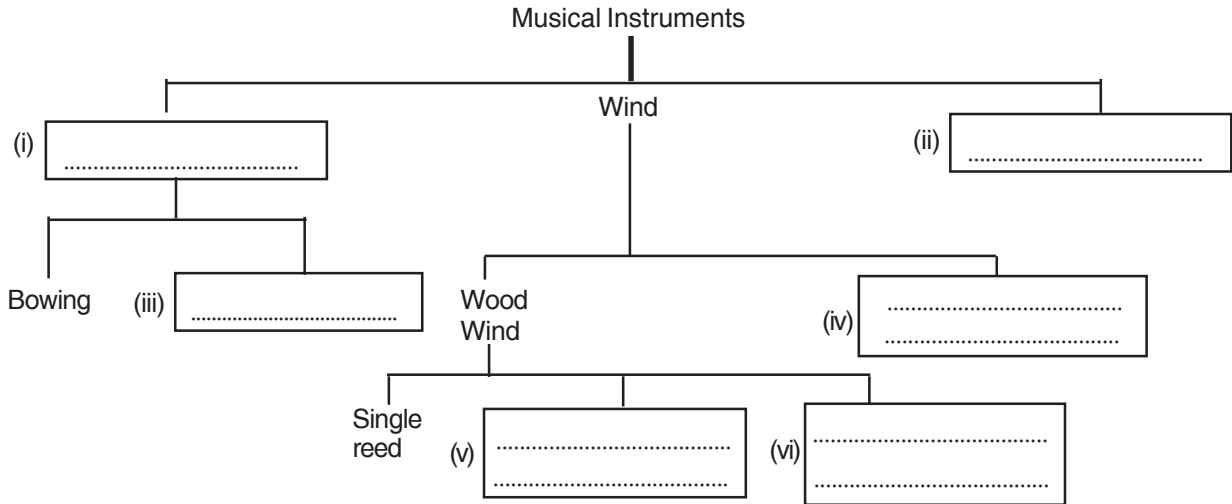 Musical Instruments
Wind
(i)
..........................................
(ii)
..........................................
Bowing
(iii)
.....................................
Wood
Wind
(iv)
..........................................
..........................................
Single
reed
(v)
..........................................
..........................................
(vi)
..........................................
..........................................